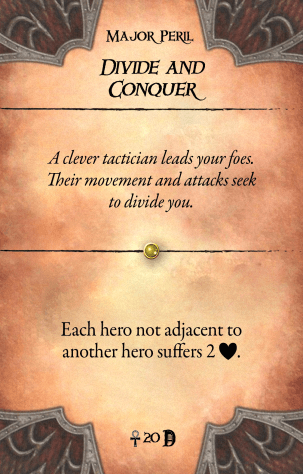 Major Peril
Divide and
Conquer
A clever tactician leads your foes.
Their movement and attacks seek
to divide you.
Each hero not adjacent to
another hero suffers 2 ♥.
☥ 20 D